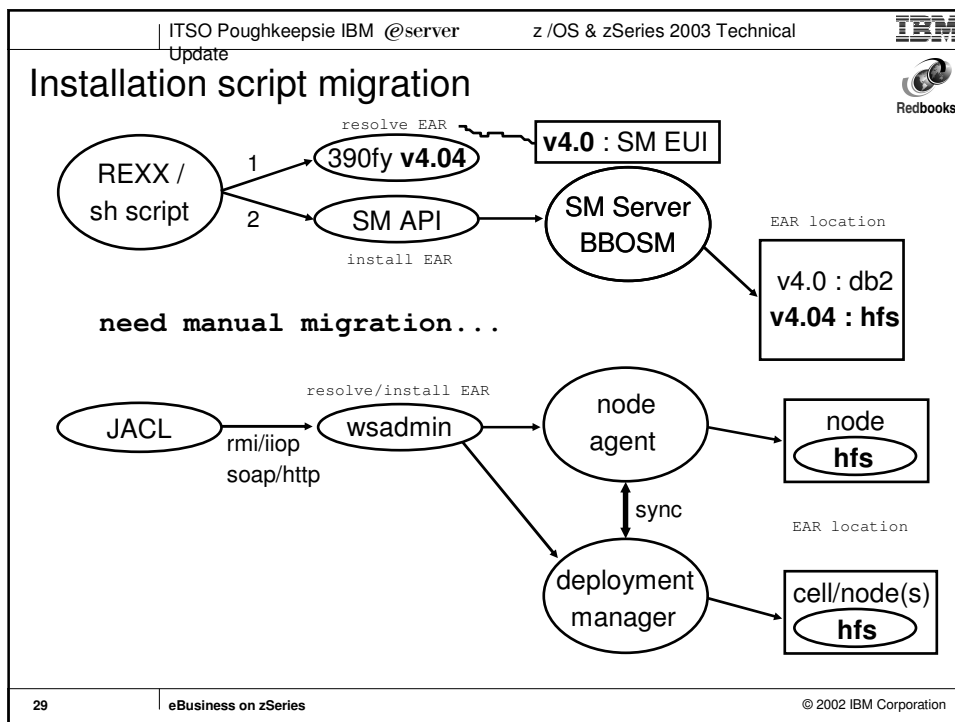 ITSO Poughkeepsie IBM @server z /OS & zSeries 2003 Technical
Update
IBM
Installation script migration
Redbooks
resolve EAR
v4.0 : SM EUI
390fy v4.04
1
REXX /
sh script
2
SM API
install EAR
SM Server
BBOSM
EAR location
v4.0 : db2
v4.04 : hfs
need manual migration...
resolve/install EAR
JACL
rmi/iiop
soap/http
wsadmin
node
agent
node
hfs
sync
EAR location
deployment
manager
cell/node(s)
hfs
29
eBusiness on zSeries
© 2002 IBM Corporation